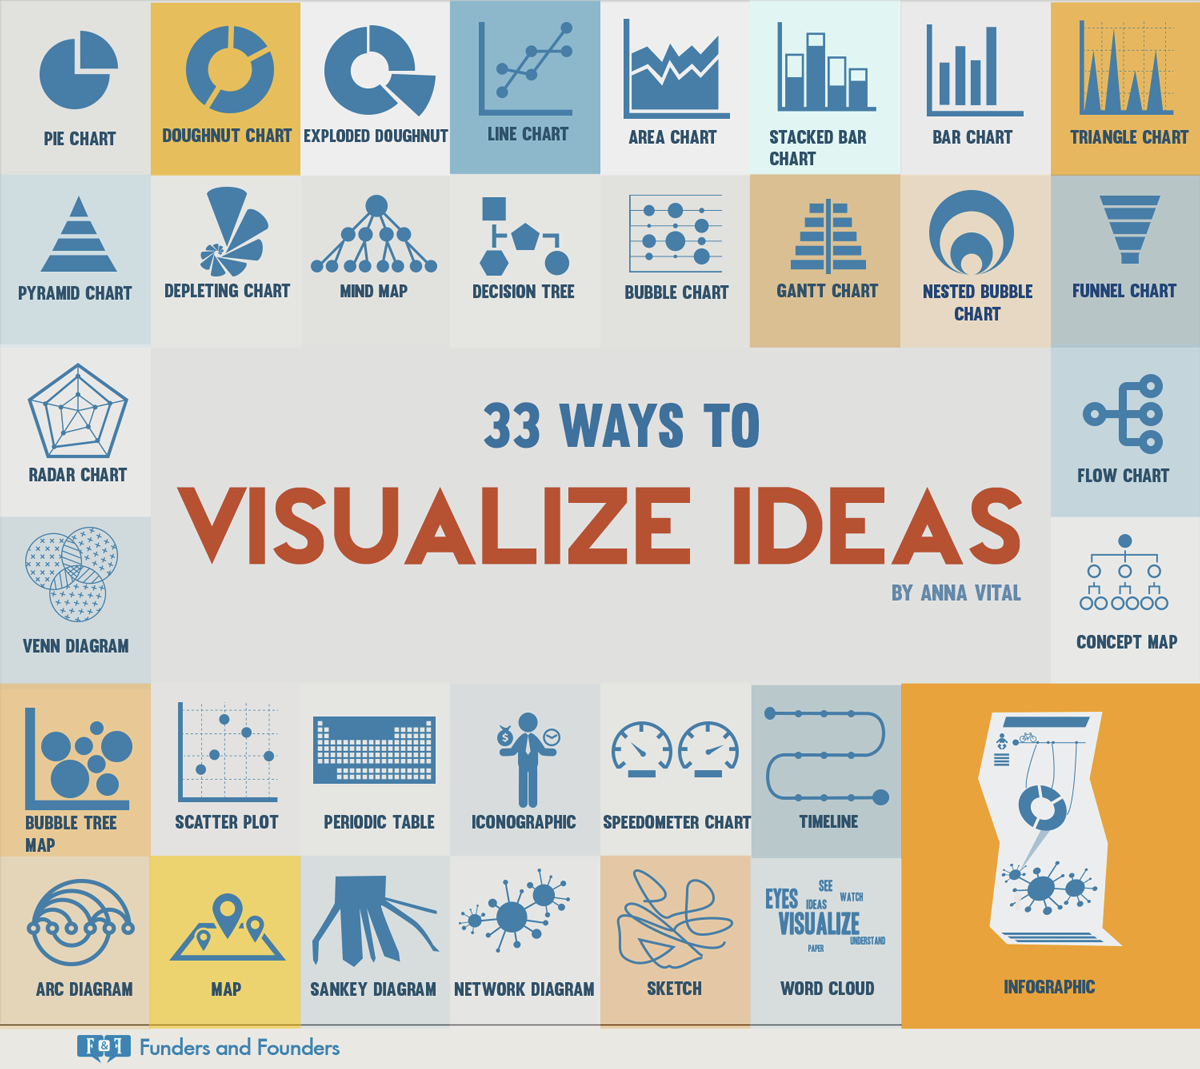 PIE CHART
DOUGHNUT CHART
EXPLODED DOUGHNUT
LINE CHART
AREA CHART
STACKED BAR
CHART
BAR CHART
TRIANGLE CHART
PYRAMID CHART
DEPLETING CHART
MIND MAP
DECISION TREE
BUBBLE CHART
GANTT CHART
NESTED BUBBLE
CHART
FUNNEL CHART
RADAR CHART
33 WAYS TO
VISUALIZE IDEAS
BY ANNA VITAL
FLOW CHART
VENN DIAGRAM
CONCEPT MAP
BUBBLE TREE
MAP
SCATTER PLOT
PERIODIC TABLE
$
ICONOGRAPHIC
SPEEDOMETER CHART
TIMELINE
ARC DIAGRAM
MAP
SANKEY DIAGRAM
NETWORK DIAGRAM
SKETCH
EYES
SEE
IDEAS
WATCH
VISUALIZE
UNDERSTAND
PAPER
WORD CLOUD
INFOGRAPHIC
F&F
Funders and Founders